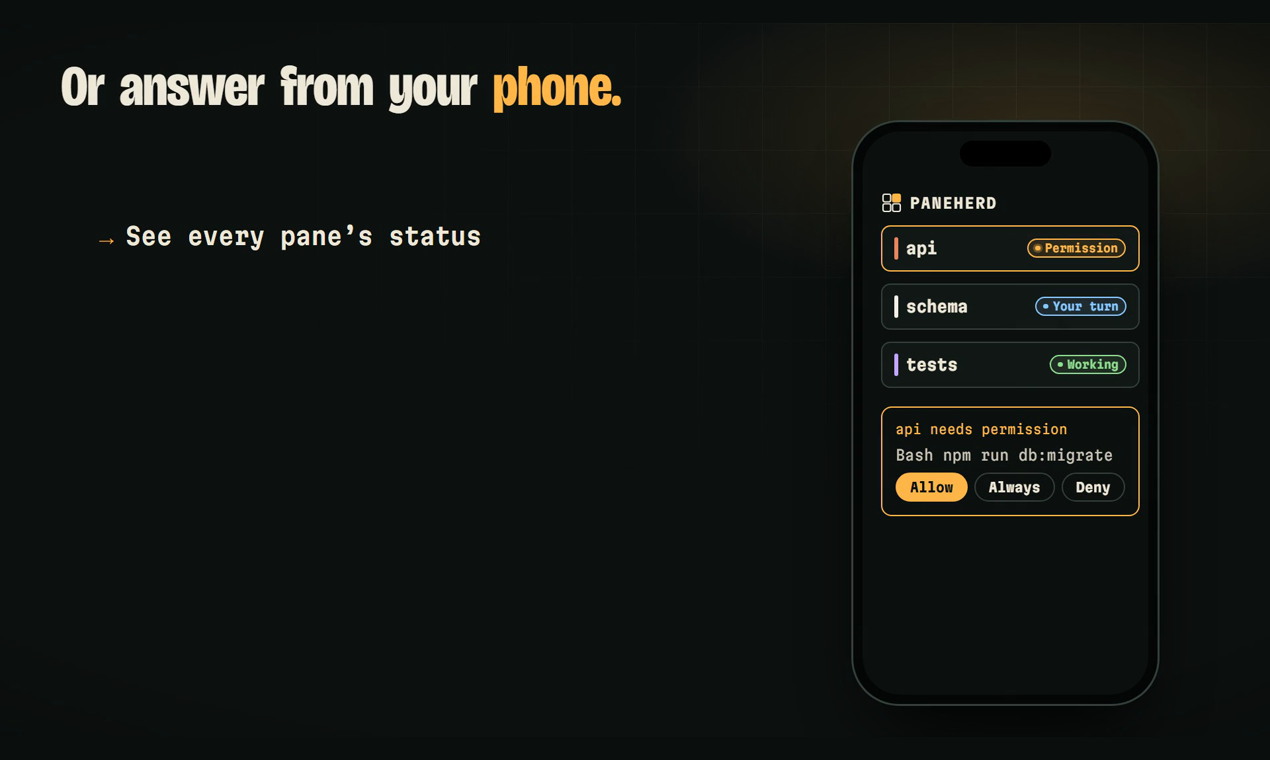 Or answer from your phone.
→ See every pane’s status
PANEHERD
api Permission
schema Your turn
tests Working
api needs permission
Bash npm run db:migrate
Allow Always Deny